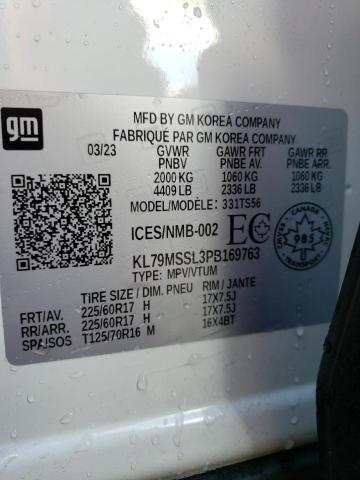 gm
MFD BY GM KOREA COMPANY
FABRIQUÉ PAR GM KOREA COMPANY
03/23 GVWR GAWR FRT GAWR RR
PNBV PNBE AV. PNBE ARR.
2000 KG 1060 KG 1060 KG
4409 LB 2336 LB 2336 LB
MODEL/MODÈLE: 331TS56
ICES/NMB-002 EC
985
KL79MSSL3PB169763
TYPE: MPV/VTUM
TIRE SIZE / DIM. PNEU RIM / JANTE
FRT/AV. 225/60R17 H 17X7.5J
RR/ARR. 225/60R17 H 17X7.5J
SPA/SOS T125/70R16 M 16X4BT